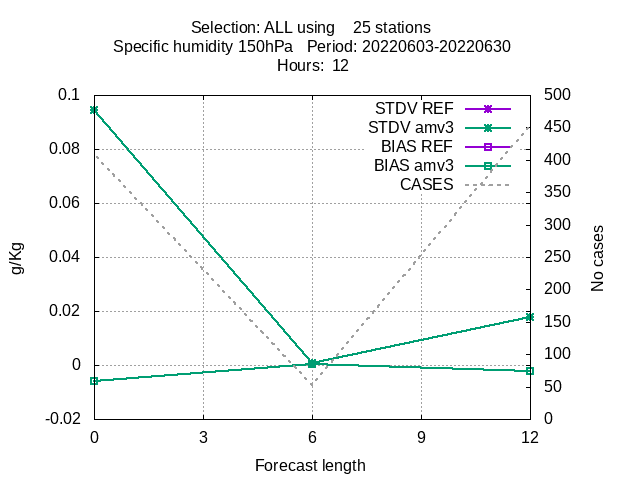 Selection: ALL using    25 stations
Specific humidity 150hPa   Period: 20220603-20220630
Hours:  12
STDV REF
STDV amv3
BIAS REF
BIAS amv3
CASES
0.1
0.08
0.06
0.04
0.02
0
-0.02
g/Kg
500
450
400
350
300
250
200
150
100
50
0
No cases
0 3 6 9 12
Forecast length